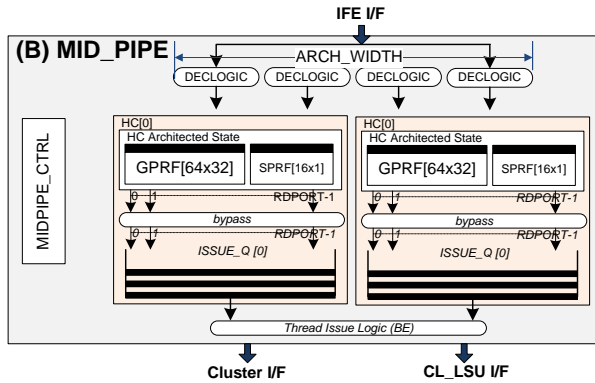 IFE I/F
(B) MID_PIPE
ARCH_WIDTH
DECLOGIC DECLOGIC DECLOGIC DECLOGIC
MIDPIPE_CTRL
HC[0]
HC Architected State
GPRF[64x32] SPRF[16x1]
0 1 RDPORT-1
bypass
0 1 RDPORT-1
ISSUE_Q [0]
HC[0]
HC Architected State
GPRF[64x32] SPRF[16x1]
0 1 RDPORT-1
bypass
0 1 RDPORT-1
ISSUE_Q [0]
Thread Issue Logic (BE)
Cluster I/F CL_LSU I/F